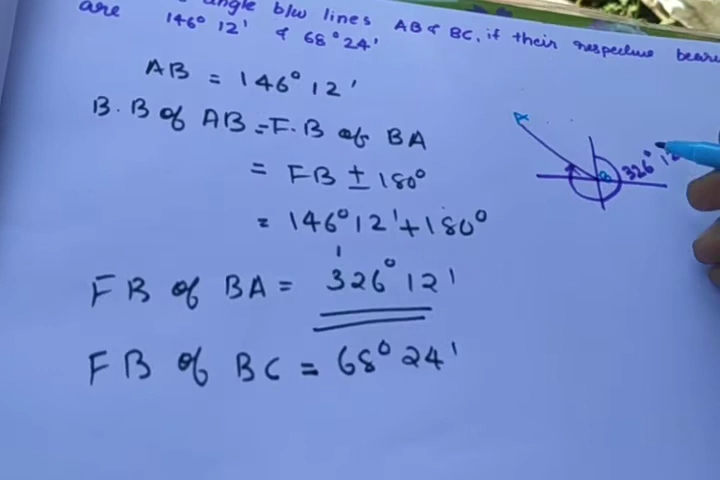 angle b/w lines AB & BC, if their respective
are 146° 12' & 68° 24'
AB = 146° 12'
B.B of AB = F.B of BA
= FB ± 180°
= 146° 12' + 180°
FB of BA = 326° 12'
FB of BC = 68° 24'
A
B
326°